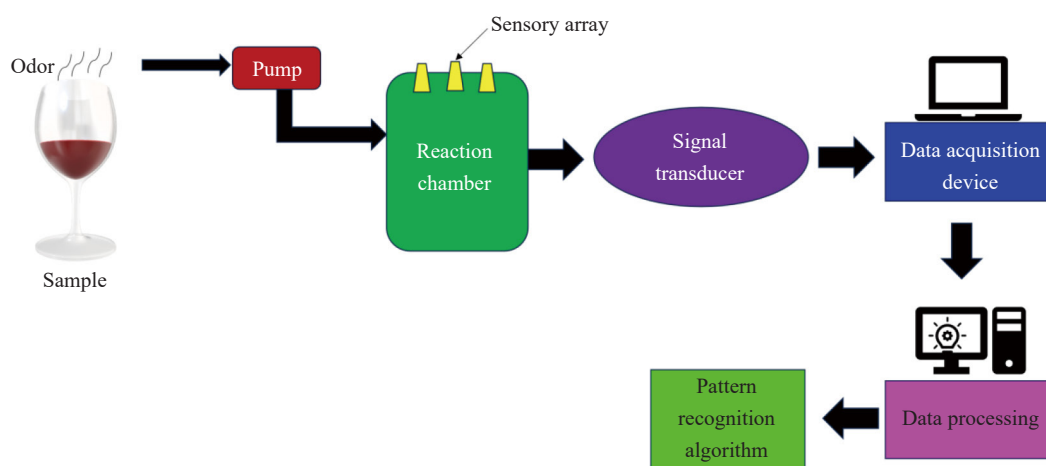 Sensory array
Odor
Pump
Reaction
chamber
Signal
transducer
Data acquisition
device
Sample
Pattern
recognition
algorithm
Data processing